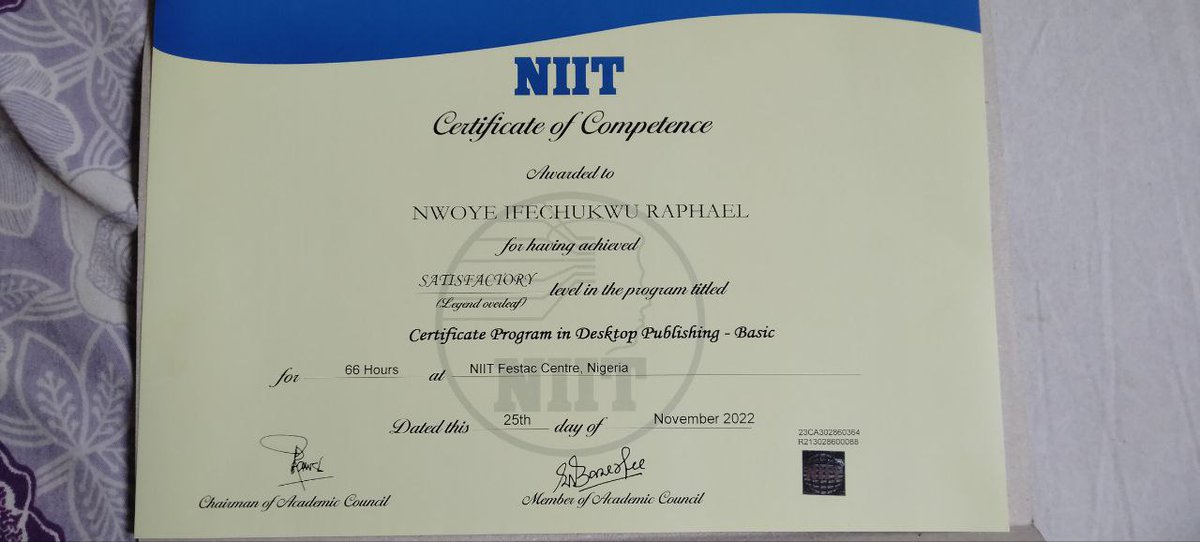 NIIT
Certificate of Competence
Awarded to
NWOYE IFECHUKWU RAPHAEL
for having achieved
SATISFACTORY level in the program titled
(Legend overleaf)
Certificate Program in Desktop Publishing - Basic
NIIT
for 66 Hours at NIIT Festac Centre, Nigeria
Dated this 25th day of November 2022
23CA302860364
R213028600088
Chairman of Academic Council
Member of Academic Council